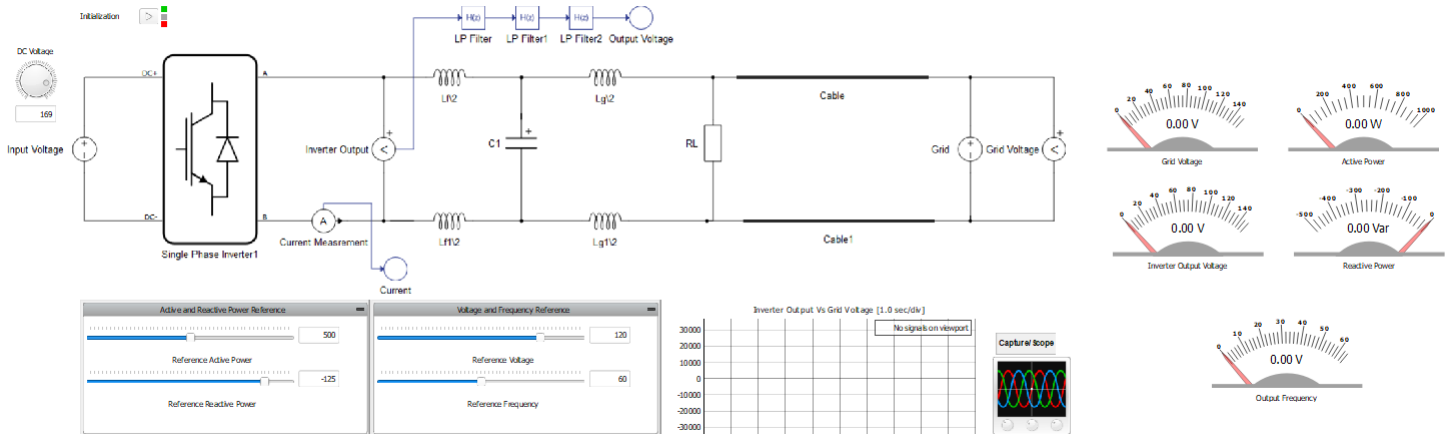 Initialization
DC Voltage
169
Input Voltage
DC+
DC-
A
B
Single Phase Inverter1
H(z)
H(z)
H(z)
LP Filter
LP Filter1
LP Filter2
Output Voltage
Inverter Output
A
Current Measrement
Current
Lf\2
Lf1\2
C1
Lg\2
Lg1\2
RL
Cable
Cable1
Grid
Grid Voltage
0 20 40 60 80 100 120 140
0.00 V
Grid Voltage
0 200 400 600 800 1000
0.00 W
Active Power
0 20 40 60 80 100 120 140
0.00 V
Inverter Output Voltage
-500 -400 -300 -200 -100 0
0.00 Var
Reactive Power
Active and Reactive Power Reference
500
Reference Active Power
-125
Reference Reactive Power
Voltage and Frequency Reference
120
Reference Voltage
60
Reference Frequency
Inverter Output Vs Grid Voltage [1.0 sec/div]
No signals on viewport
30000
20000
10000
0
-10000
-20000
-30000
Capture/Scope
0 10 20 30 40 50 60
0.00 V
Output Frequency